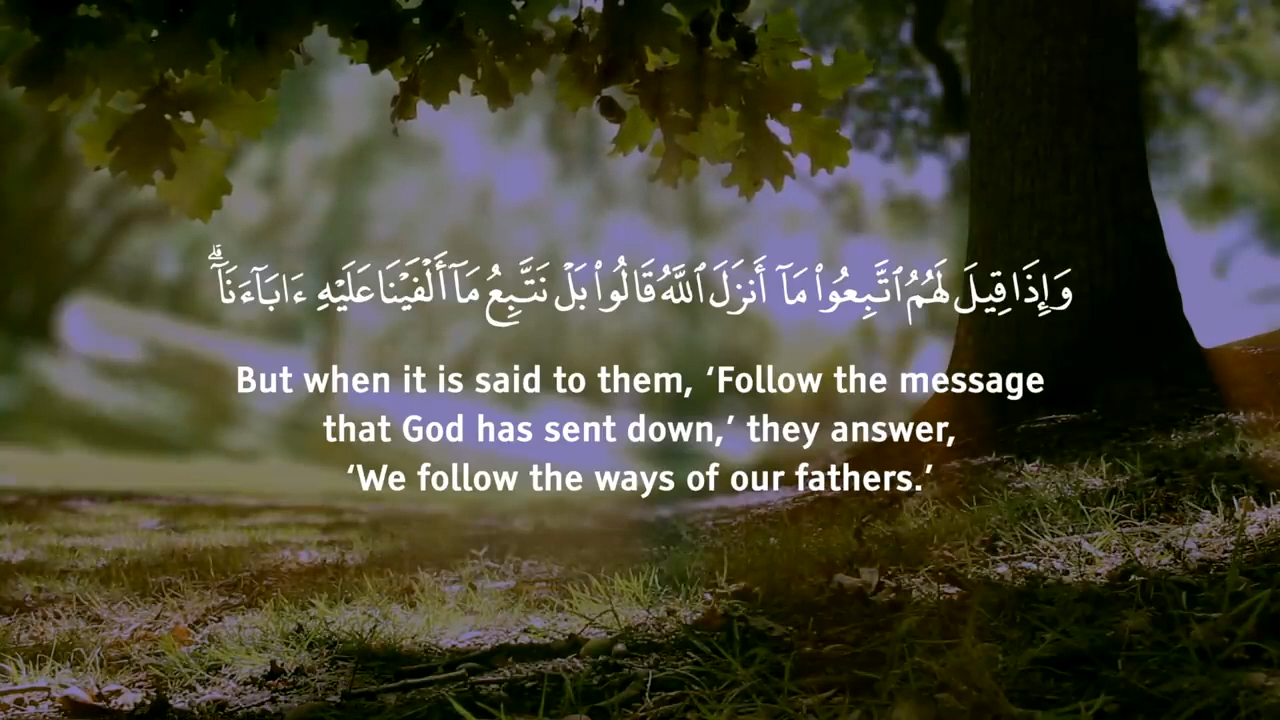 وَإِذَا قِيلَ لَهُمُ ٱتَّبِعُوا۟ مَآ أَنزَلَ ٱللَّهُ قَالُوا۟ بَلْ نَتَّبِعُ مَآ أَلْفَيْنَا عَلَيْهِ ءَابَآءَنَآ ۗ
But when it is said to them, ‘Follow the message
that God has sent down,’ they answer,
‘We follow the ways of our fathers.’